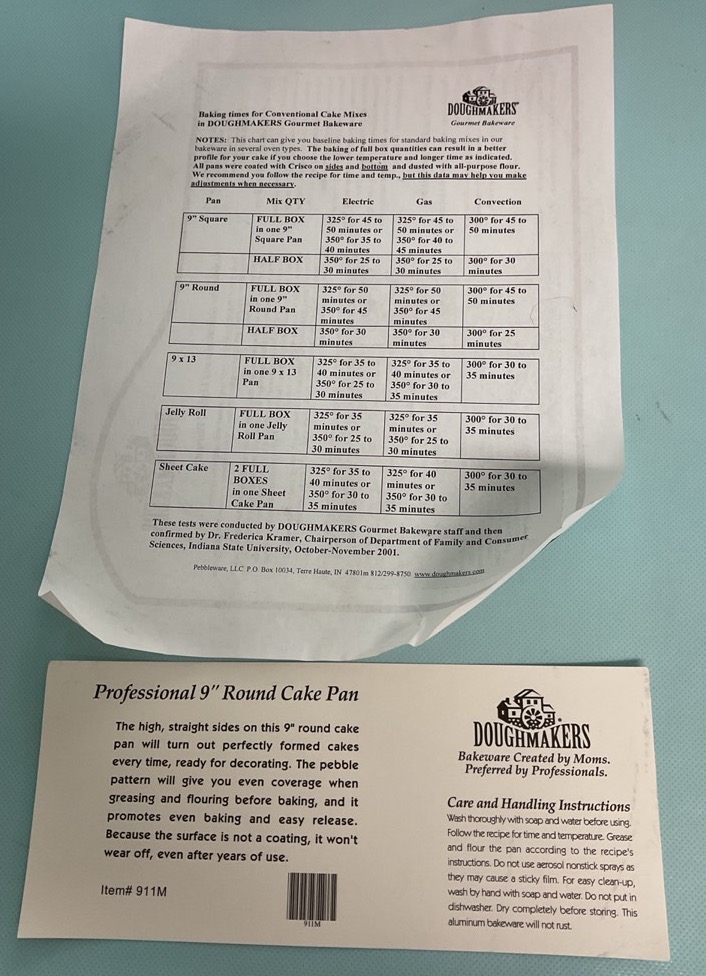 DOUGHMAKERS
Gourmet Bakeware
Baking times for Conventional Cake Mixes
in DOUGHMAKERS Gourmet Bakeware
NOTES: This chart can give you baseline baking times for standard baking mixes in our
bakeware in several oven types. The baking of full box quantities can result in a better
profile for your cake if you choose the lower temperature and longer time as indicated.
All pans were coated with Crisco on sides and bottom and dusted with all-purpose flour.
We recommend you follow the recipe for time and temp., but this data may help you make
adjustments when necessary.
Pan Mix QTY Electric Gas Convection
9" Square FULL BOX 325° for 45 to 325° for 45 to 300° for 45 to
in one 9" 50 minutes or 50 minutes or 50 minutes
Square Pan 350° for 35 to 350° for 40 to
40 minutes 45 minutes
HALF BOX 350° for 25 to 350° for 25 to 300° for 30
30 minutes 30 minutes minutes
9" Round FULL BOX 325° for 50 325° for 50 300° for 45 to
in one 9" minutes or minutes or 50 minutes
Round Pan 350° for 45 350° for 45
minutes minutes
HALF BOX 350° for 30 350° for 30 300° for 25
minutes minutes minutes
9 x 13 FULL BOX 325° for 35 to 325° for 35 to 300° for 30 to
in one 9 x 13 40 minutes or 40 minutes or 35 minutes
Pan 350° for 25 to 350° for 30 to
30 minutes 35 minutes
Jelly Roll FULL BOX 325° for 35 325° for 35 300° for 30 to
in one Jelly minutes or minutes or 35 minutes
Roll Pan 350° for 25 to 350° for 25 to
30 minutes 30 minutes
Sheet Cake 2 FULL 325° for 35 to 325° for 40 300° for 30 to
BOXES 40 minutes or minutes or 35 minutes
in one Sheet 350° for 30 to 350° for 30 to
Cake Pan 35 minutes 35 minutes
These tests were conducted by DOUGHMAKERS Gourmet Bakeware staff and then
confirmed by Dr. Frederica Kramer, Chairperson of Department of Family and Consumer
Sciences, Indiana State University, October-November 2001.
Pebbleware, LLC P.O. Box 10034, Terre Haute, IN 47801m 812/299-8750 www.doughmakers.com
Professional 9" Round Cake Pan
The high, straight sides on this 9" round cake
pan will turn out perfectly formed cakes
every time, ready for decorating. The pebble
pattern will give you even coverage when
greasing and flouring before baking, and it
promotes even baking and easy release.
Because the surface is not a coating, it won't
wear off, even after years of use.
Item# 911M
911M
DOUGHMAKERS
Bakeware Created by Moms.
Preferred by Professionals.
Care and Handling Instructions
Wash thoroughly with soap and water before using.
Follow the recipe for time and temperature. Grease
and flour the pan according to the recipe's
instructions. Do not use aerosol nonstick sprays as
they may cause a sticky film. For easy clean-up,
wash by hand with soap and water. Do not put in
dishwasher. Dry completely before storing. This
aluminum bakeware will not rust.